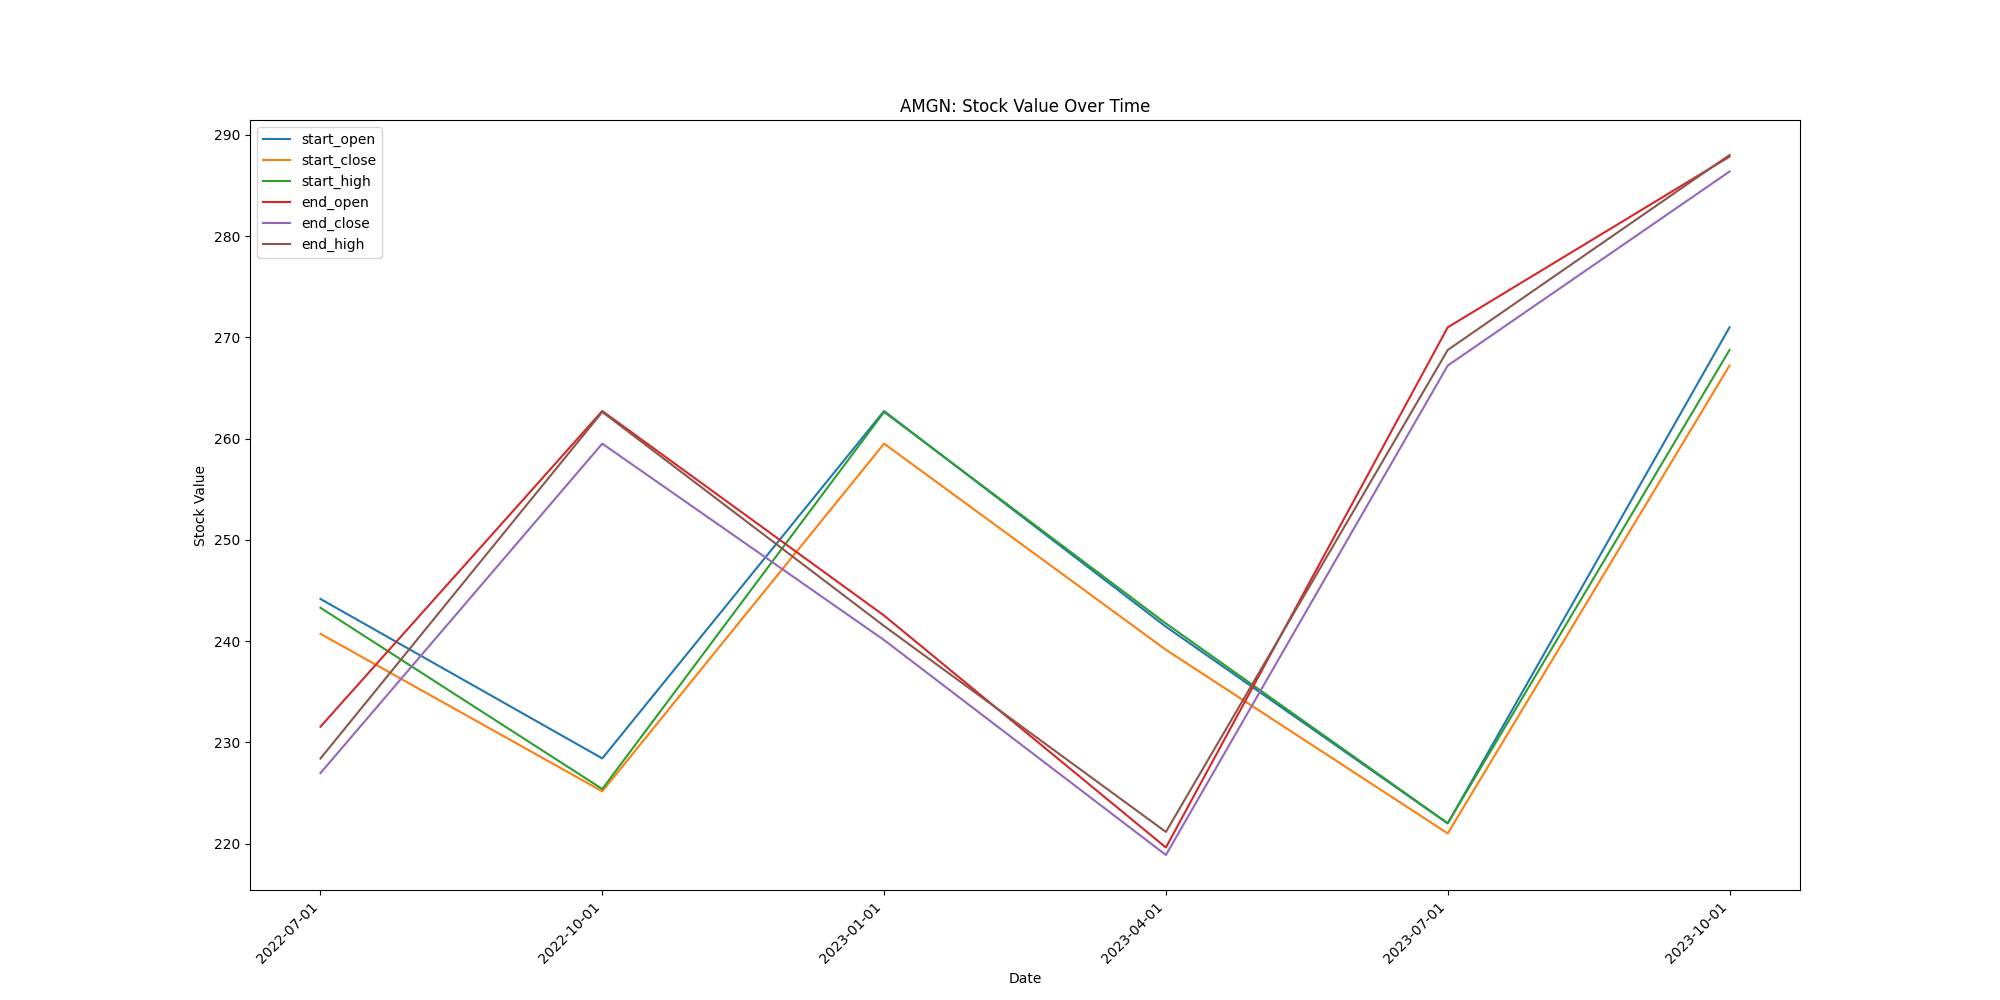 AMGN: Stock Value Over Time
start_open
start_close
start_high
end_open
end_close
end_high
Stock Value
290
280
270
260
250
240
230
220
2022-07-01
2022-10-01
2023-01-01
2023-04-01
2023-07-01
2023-10-01
Date